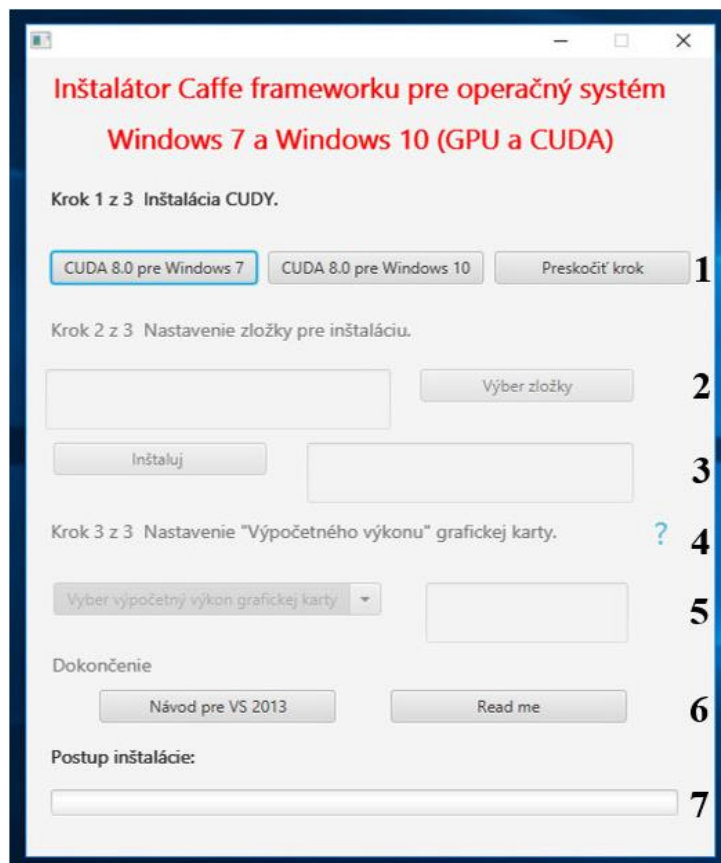 Inštalátor Caffe frameworku pre operačný systém
Windows 7 a Windows 10 (GPU a CUDA)
Krok 1 z 3 Inštalácia CUDY.
CUDA 8.0 pre Windows 7 CUDA 8.0 pre Windows 10 Preskočiť krok 1
Krok 2 z 3 Nastavenie zložky pre inštaláciu.
Výber zložky 2
Inštaluj 3
Krok 3 z 3 Nastavenie "Výpočetného výkonu" grafickej karty. ? 4
Vyber výpočetný výkon grafickej karty 5
Dokončenie
Návod pre VS 2013 Read me 6
Postup inštalácie:
7